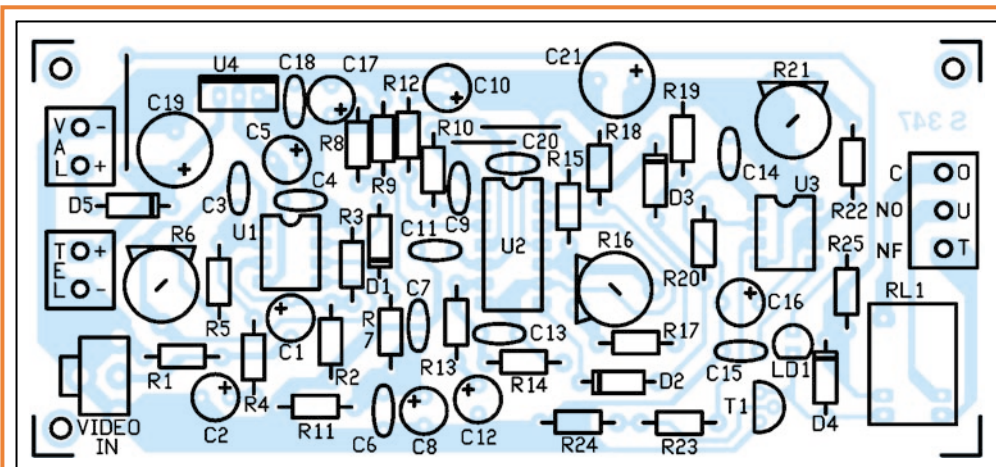 C21
R21
U4
C18
C17
R12
C10
R19
C19
S 347
C5
R8
R10
C20
R18
VAL
-
+
+
+
+
+
R15
C14
U3
C
O
D5
C3
C4
R9
C9
D3
R22
NO
U
U1
R3
C11
U2
R16
R20
R25
NF
T
TEL
+
-
R6
D1
C7
C16
+
RL1
R5
C1
+
R7
R13
C13
R17
R1
R4
R2
R14
C15
LD1
D2
C2
+
R11
C6
C8
+
C12
+
R24
R23
T1
D4
VIDEO
IN